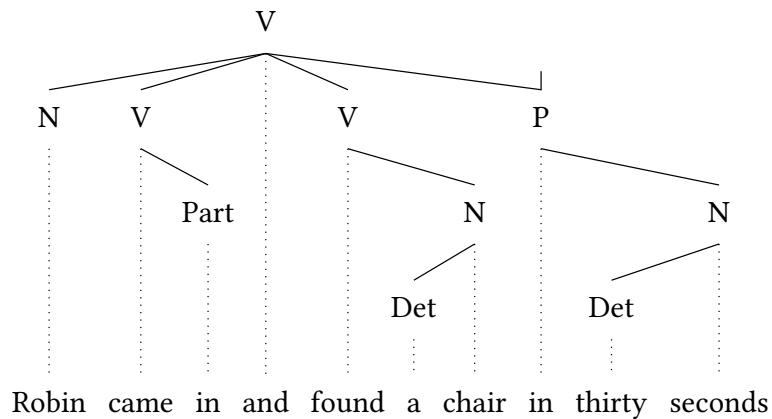 V
N V V P
Part N N
Det Det
Robin came in and found a chair in thirty seconds